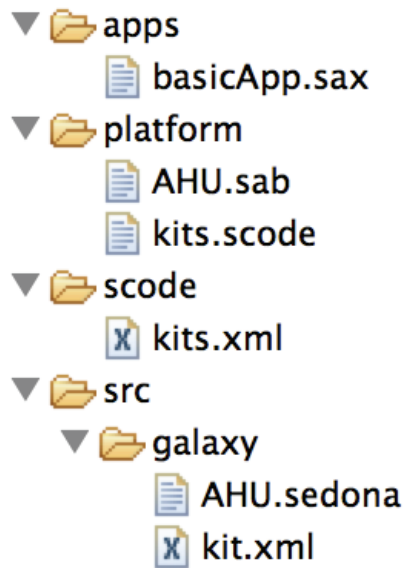 apps
basicApp.sax
platform
AHU.sab
kits.scode
scode
kits.xml
src
galaxy
AHU.sedona
kit.xml